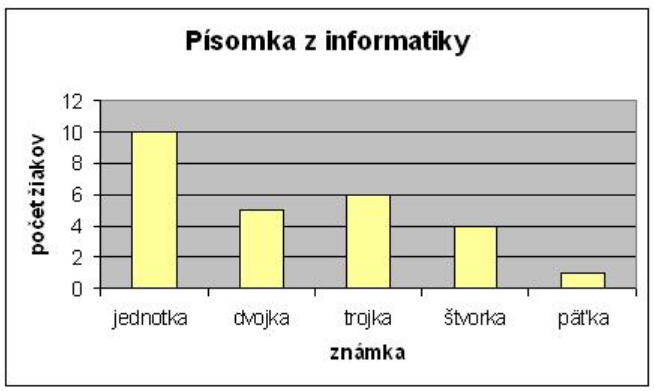 Písomka z informatiky
počet žiakov
12
10
8
6
4
2
0
jednotka dvojka trojka štvorka päťka
známka